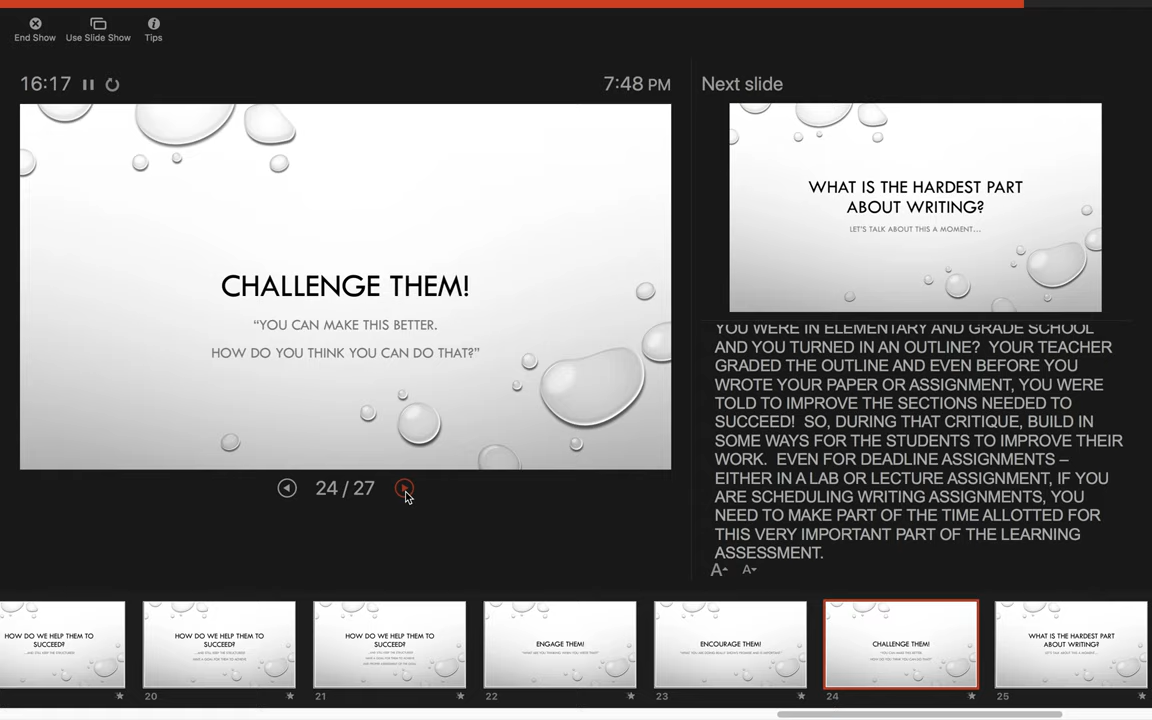 End Show
Use Slide Show
Tips
16:17
7:48 PM
Next slide
CHALLENGE THEM!
“YOU CAN MAKE THIS BETTER.
HOW DO YOU THINK YOU CAN DO THAT?”
24 / 27
WHAT IS THE HARDEST PART
ABOUT WRITING?
LET'S TALK ABOUT THIS A MOMENT…
YOU WERE IN ELEMENTARY AND GRADE SCHOOL
AND YOU TURNED IN AN OUTLINE?  YOUR TEACHER
GRADED THE OUTLINE AND EVEN BEFORE YOU
WROTE YOUR PAPER OR ASSIGNMENT, YOU WERE
TOLD TO IMPROVE THE SECTIONS NEEDED TO
SUCCEED!  SO, DURING THAT CRITIQUE, BUILD IN
SOME WAYS FOR THE STUDENTS TO IMPROVE THEIR
WORK.  EVEN FOR DEADLINE ASSIGNMENTS –
EITHER IN A LAB OR LECTURE ASSIGNMENT, IF YOU
ARE SCHEDULING WRITING ASSIGNMENTS, YOU
NEED TO MAKE PART OF THE TIME ALLOTTED FOR
THIS VERY IMPORTANT PART OF THE LEARNING
ASSESSMENT.
A A
HOW DO WE HELP THEM TO
SUCCEED?
HOW DO WE HELP THEM TO
SUCCEED?
20
HOW DO WE HELP THEM TO
SUCCEED?
21
ENGAGE THEM!
22
ENCOURAGE THEM!
23
CHALLENGE THEM!
24
WHAT IS THE HARDEST PART
ABOUT WRITING?
25